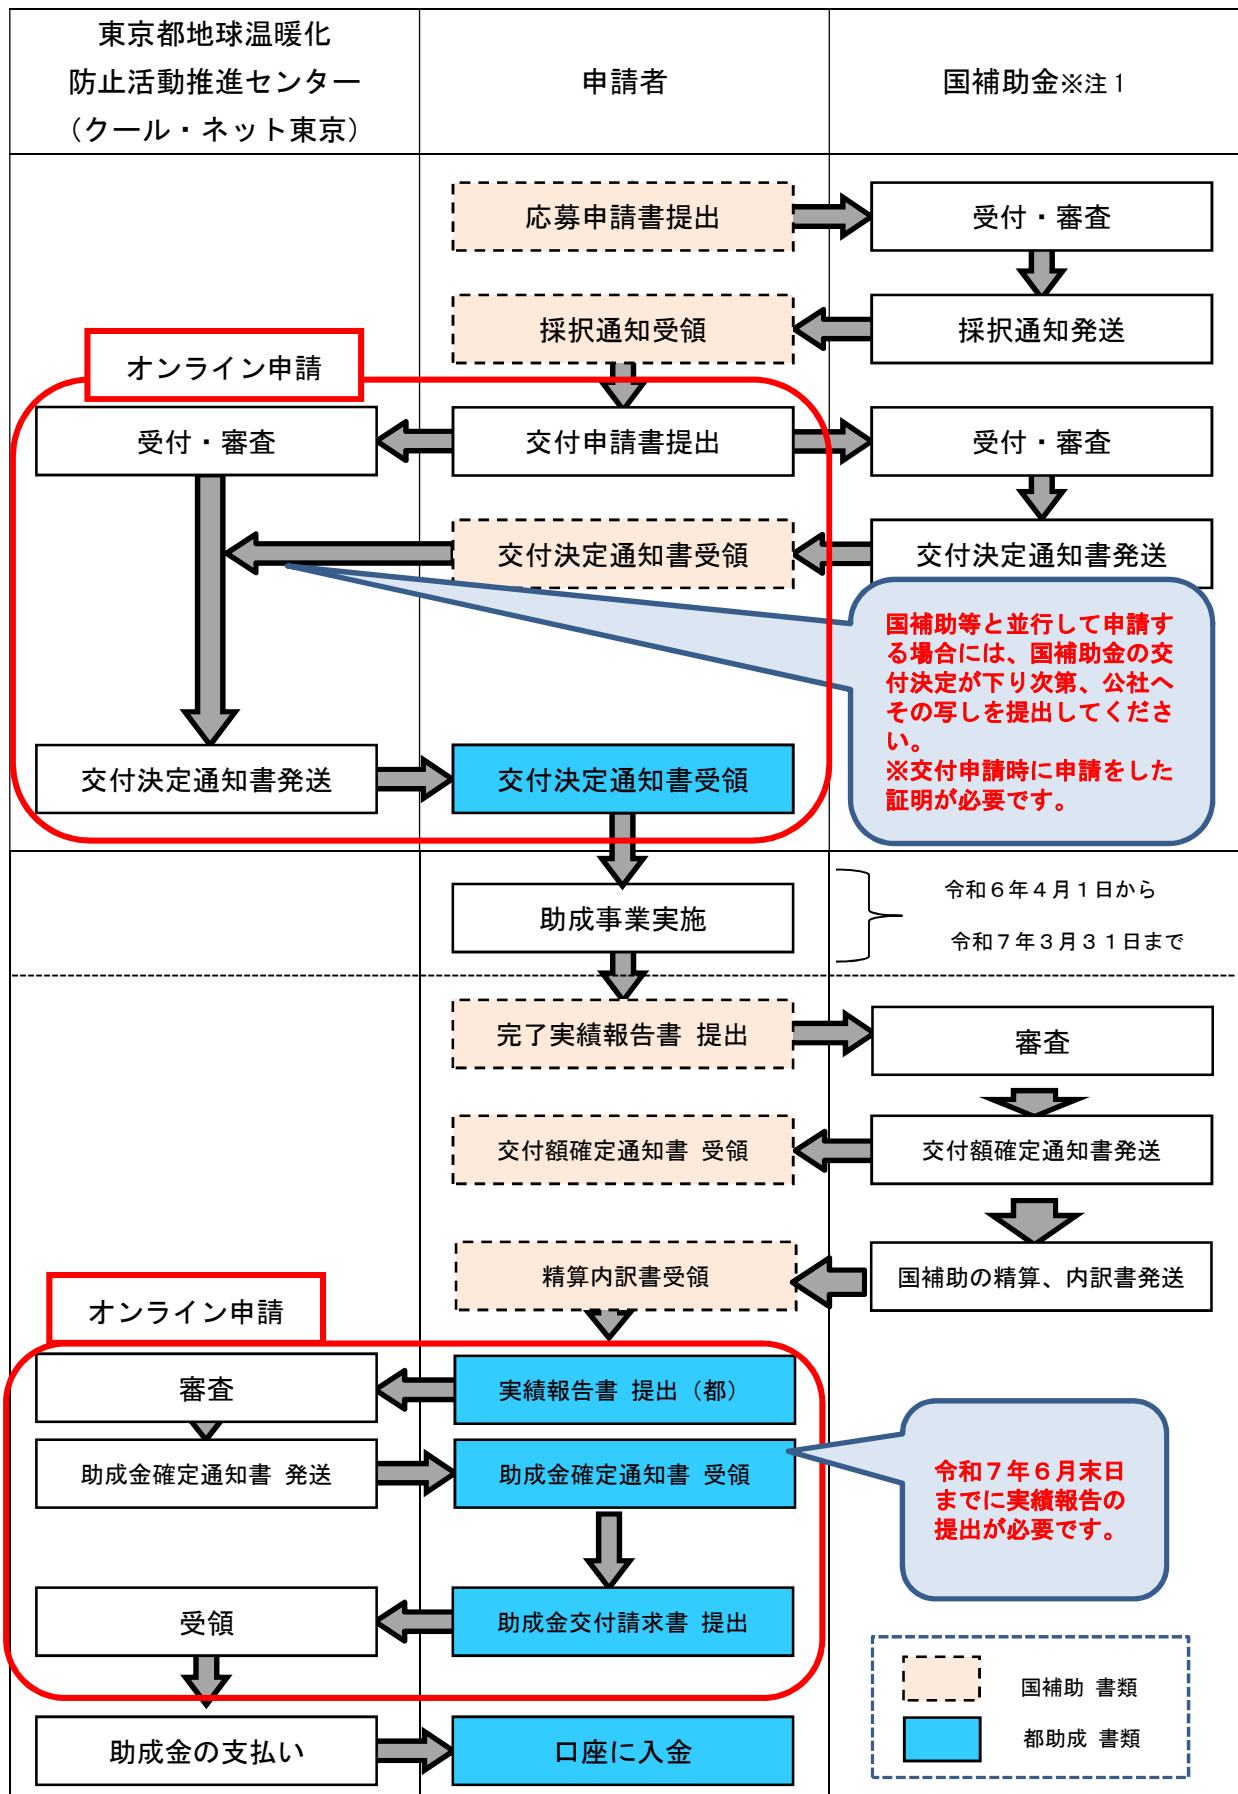 東京都地球温暖化
防止活動推進センター
（クール・ネット東京）
申請者
国補助金※注１
応募申請書提出
受付・審査
採択通知受領
採択通知発送
オンライン申請
受付・審査
交付申請書提出
受付・審査
交付決定通知書受領
交付決定通知書発送
国補助等と並行して申請す
る場合には、国補助金の交
付決定が下り次第、公社へ
その写しを提出してくださ
い。
※交付申請時に申請をした
証明が必要です。
交付決定通知書発送
交付決定通知書受領
助成事業実施
令和６年４月１日から
令和７年３月３１日まで
完了実績報告書 提出
審査
交付額確定通知書 受領
交付額確定通知書発送
精算内訳書受領
国補助の精算、内訳書発送
オンライン申請
審査
実績報告書 提出（都）
助成金確定通知書 発送
助成金確定通知書 受領
令和７年６月末日
までに実績報告の
提出が必要です。
受領
助成金交付請求書 提出
国補助 書類
都助成 書類
助成金の支払い
口座に入金